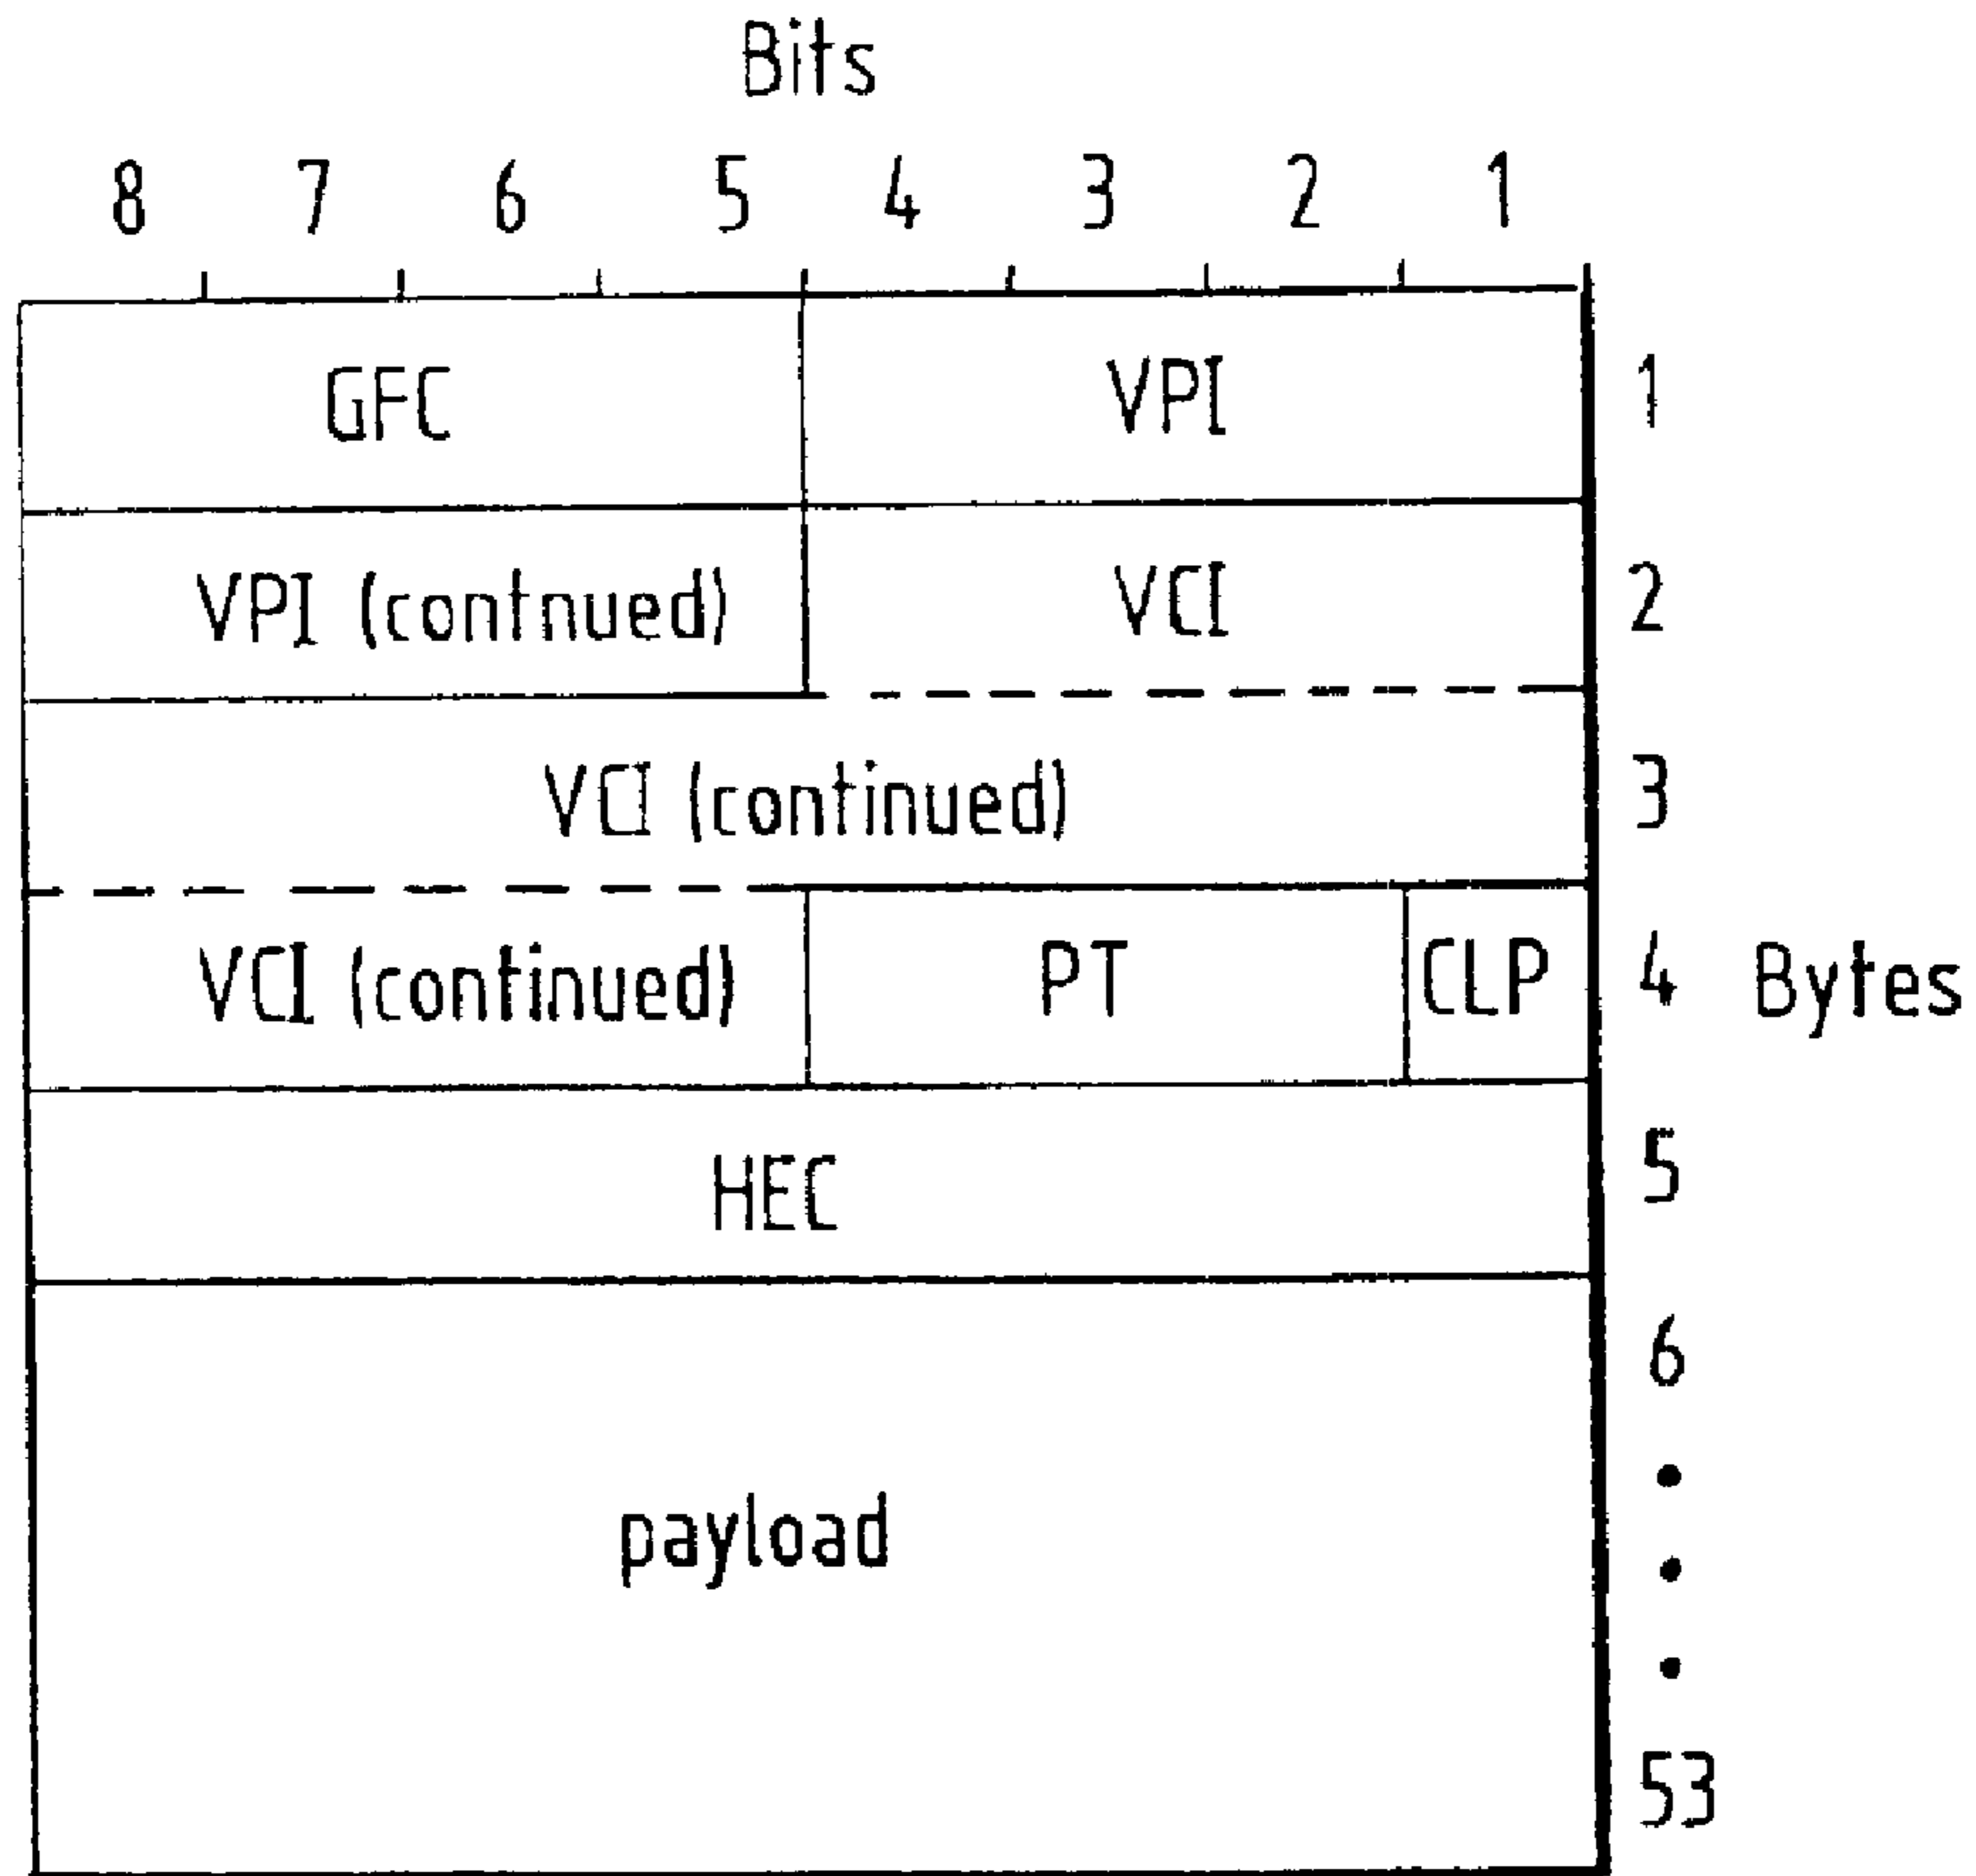 Bits
8 7 6 5 4 3 2 1
GFC VPI 1
VPI (contnued) VCI 2
VCI (continued) 3
VCI (continued) PT CLP 4 Bytes
HEC 5
6
payload
53